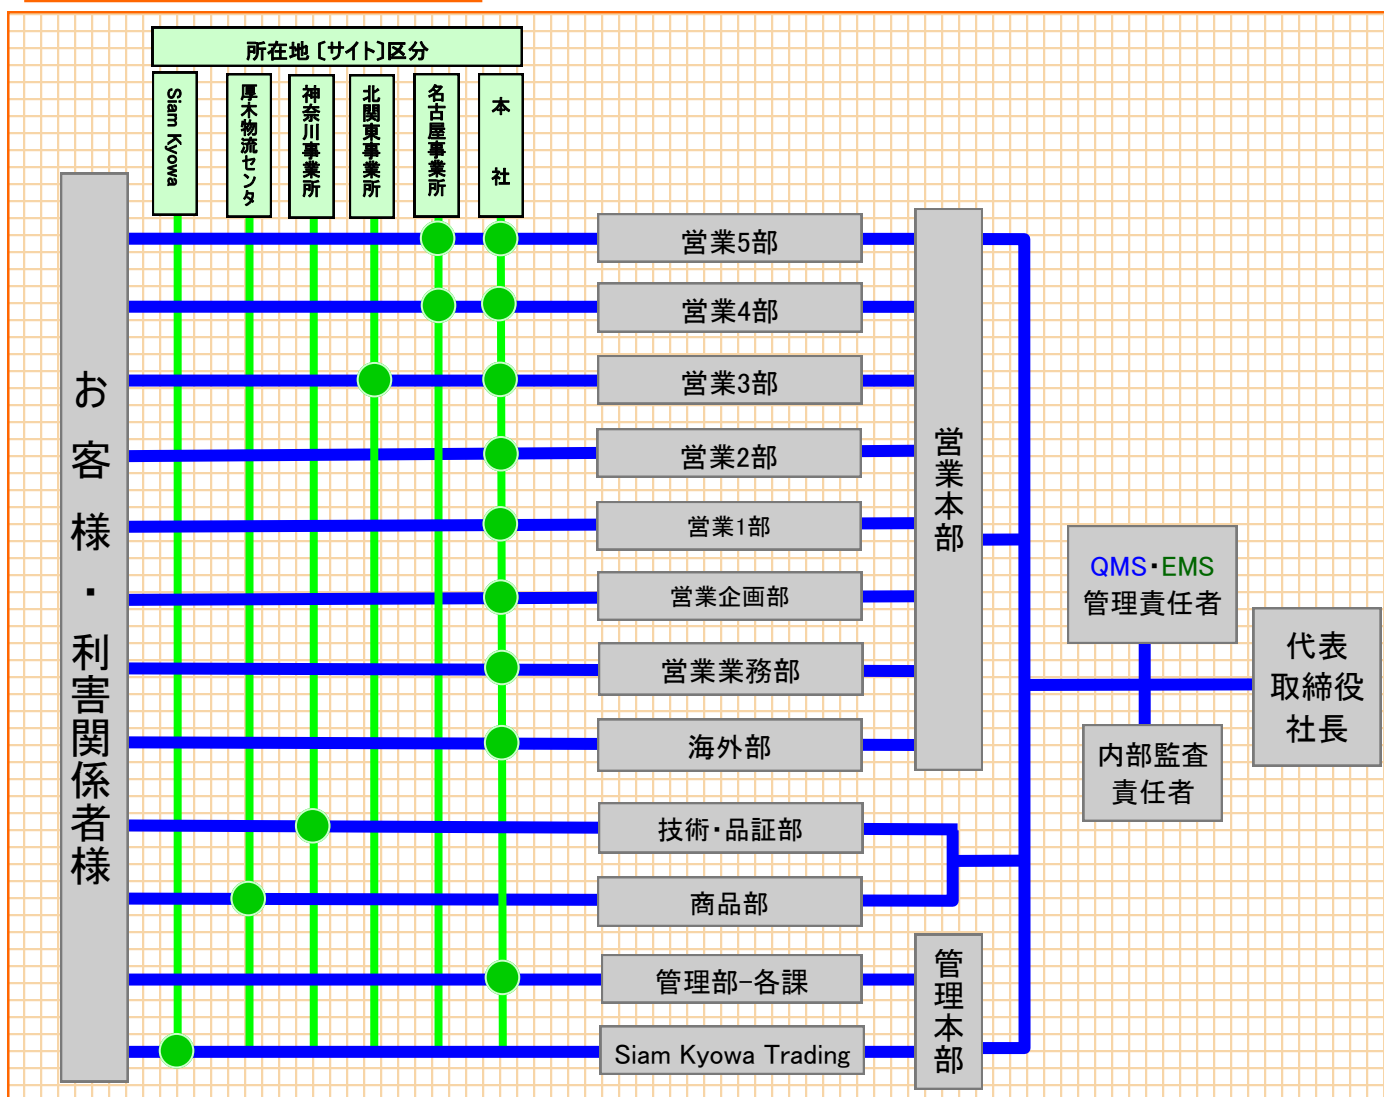 所在地〔サイト〕区分
Siam Kyowa
厚木物流センタ
神奈川事業所
北関東事業所
名古屋事業所
本社
お客様・利害関係者様
営業5部
営業4部
営業3部
営業2部
営業1部
営業企画部
営業業務部
海外部
技術・品証部
商品部
管理部-各課
Siam Kyowa Trading
営業本部
管理本部
QMS・EMS
管理責任者
内部監査
責任者
代表
取締役
社長